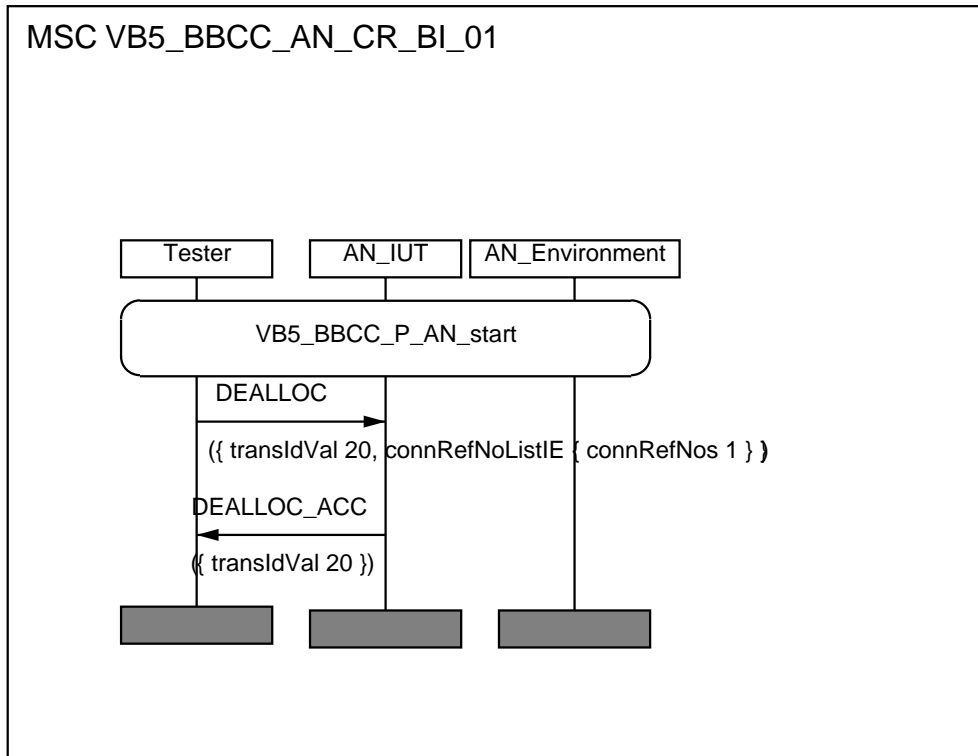 MSC VB5_BBCC_AN_CR_BI_01
Tester AN_IUT AN_Environment
VB5_BBCC_P_AN_start
DEALLOC
({ transIdVal 20, connRefNoListIE { connRefNos 1 } })
DEALLOC_ACC
({ transIdVal 20 })